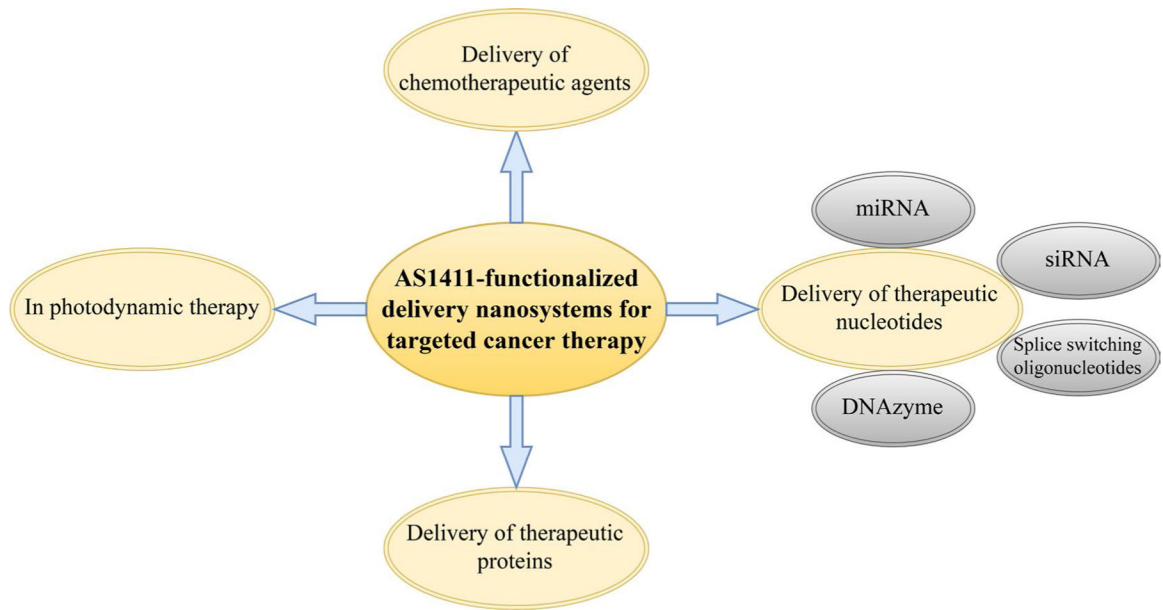 Delivery of
chemotherapeutic agents
miRNA
siRNA
In photodynamic therapy
AS1411-functionalized
delivery nanosystems for
targeted cancer therapy
Delivery of therapeutic
nucleotides
Splice switching
oligonucleotides
DNAzyme
Delivery of therapeutic
proteins